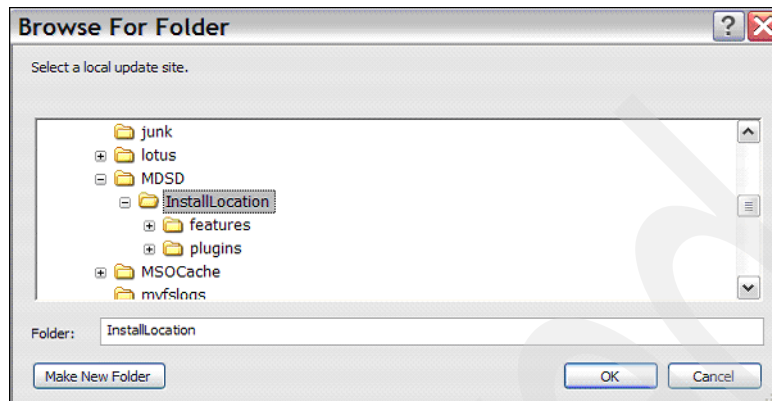 Browse For Folder
Select a local update site.
junk
lotus
MDSD
InstallLocation
features
plugins
MSOCache
myfslogs
Folder: InstallLocation
Make New Folder OK Cancel